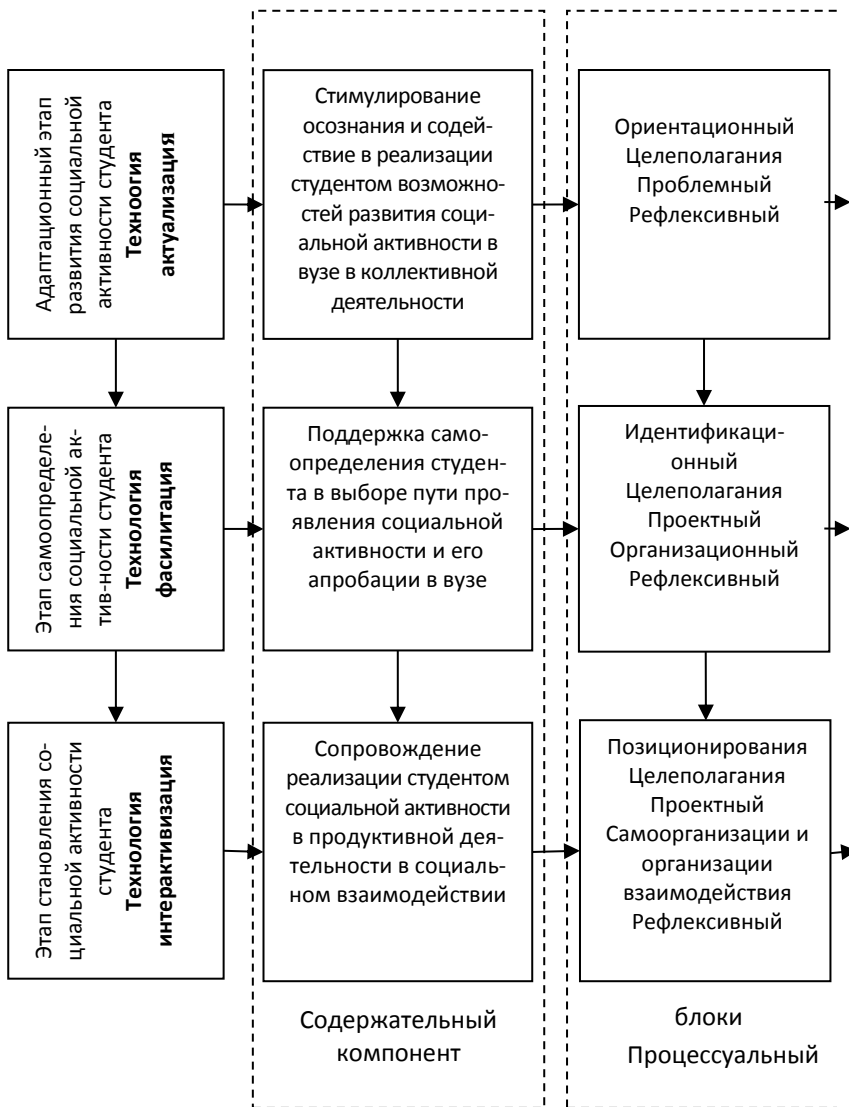 Адаптационный этап
развития социальной
активности студента
Техноогия
актуализация
Стимулирование
осознания и содей-
ствие в реализации
студентом возможно-
стей развития соци-
альной активности в
вузе в коллективной
деятельности
Ориентационный
Целеполагания
Проблемный
Рефлексивный
Этап самоопределе-
ния социальной ак-
тив-ности студента
Технология
фасилитация
Поддержка само-
определения студен-
та в выборе пути про-
явления социальной
активности и его
апробации в вузе
Идентификаци-
онный
Целеполагания
Проектный
Организационный
Рефлексивный
Этап становления со-
циальной активности
студента
Технология
интерактивизация
Сопровождение
реализации студентом
социальной активности
в продуктивной дея-
тельности в социаль-
ном взаимодействии
Позиционирования
Целеполагания
Проектный
Самоорганизации и
организации
взаимодействия
Рефлексивный
Содержательный
компонент
блоки
Процессуальный